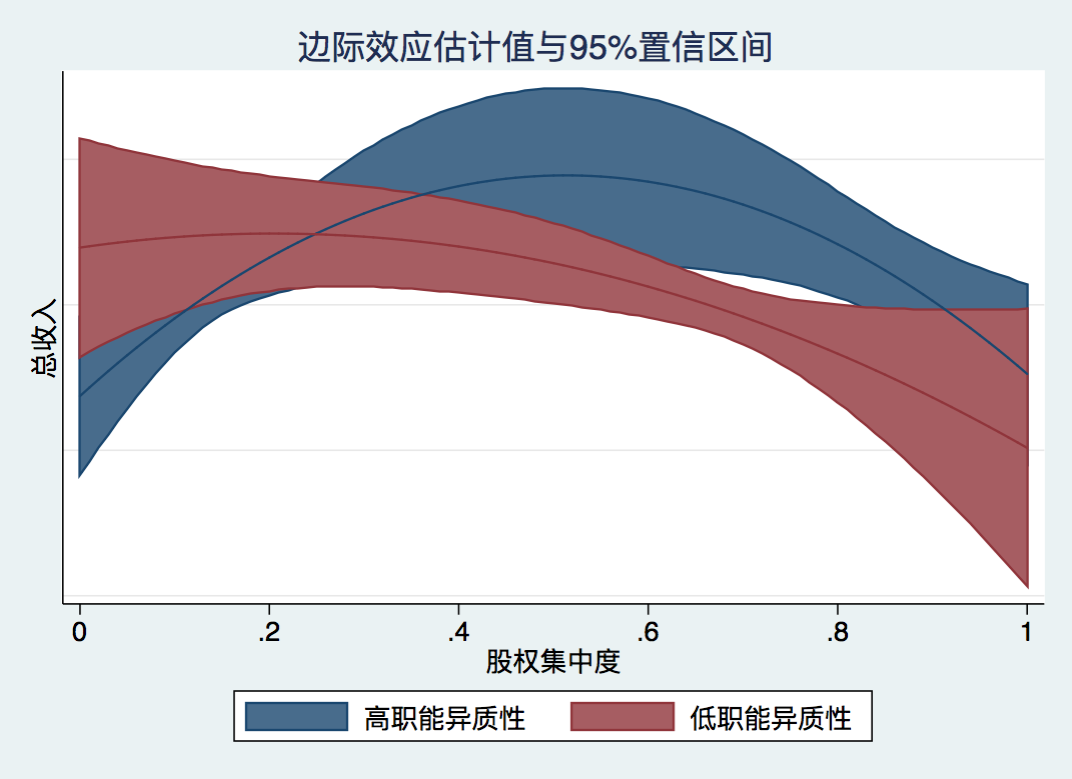 边际效应估计值与95%置信区间
总收入
0 .2 .4 .6 .8 1
股权集中度
高职能异质性 低职能异质性